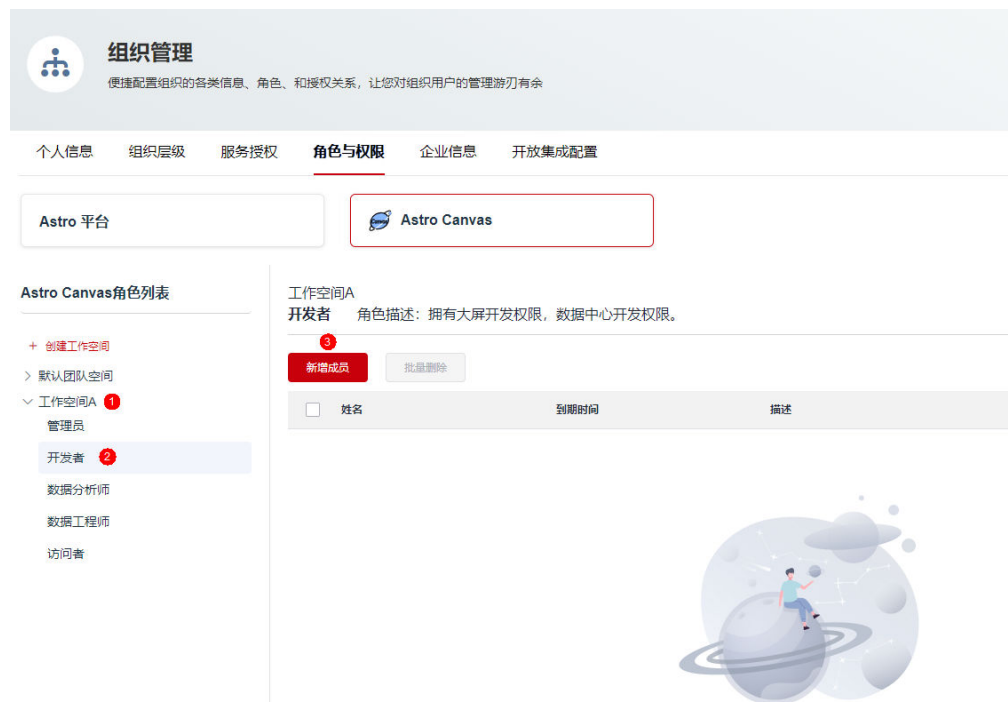 组织管理
便捷配置组织的各类信息、角色、和授权关系，让您对组织用户的管理游刃有余
个人信息 组织层级 服务授权 角色与权限 企业信息 开放集成配置
Astro 平台
Canvas Astro Canvas
Astro Canvas角色列表
+ 创建工作空间
默认团队空间
工作空间A 1
管理员
开发者 2
数据分析师
数据工程师
访问者
工作空间A
开发者 角色描述：拥有大屏开发权限，数据中心开发权限。
3
新增成员 批量删除
姓名 到期时间 描述